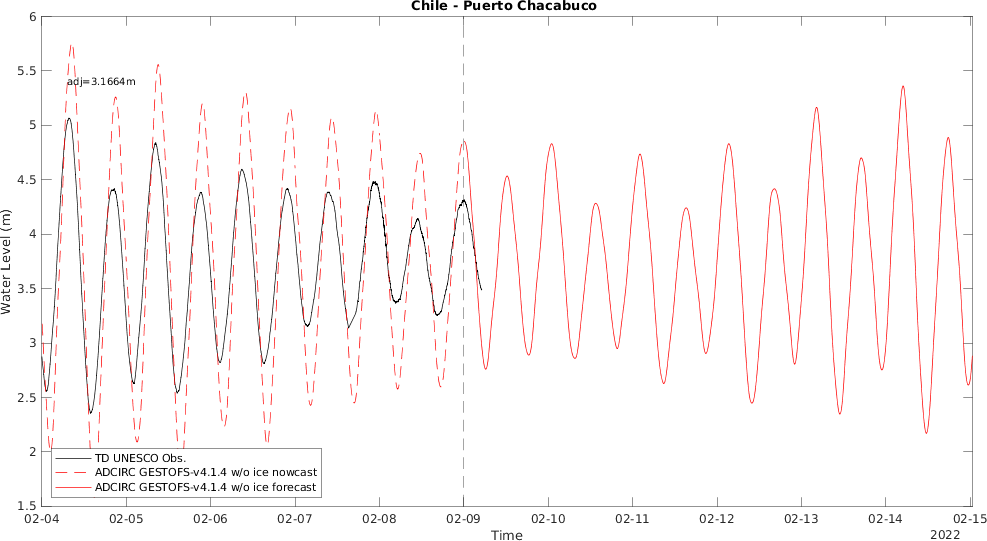 Chile - Puerto Chacabuco
6
5.5
5
4.5
4
3.5
3
2.5
2
1.5
Water Level (m)
adj=3.1664m
TD UNESCO Obs.
ADCIRC GESTOFS-v4.1.4 w/o ice nowcast
ADCIRC GESTOFS-v4.1.4 w/o ice forecast
02-04 02-05 02-06 02-07 02-08 02-09 02-10 02-11 02-12 02-13 02-14 02-15
Time
2022